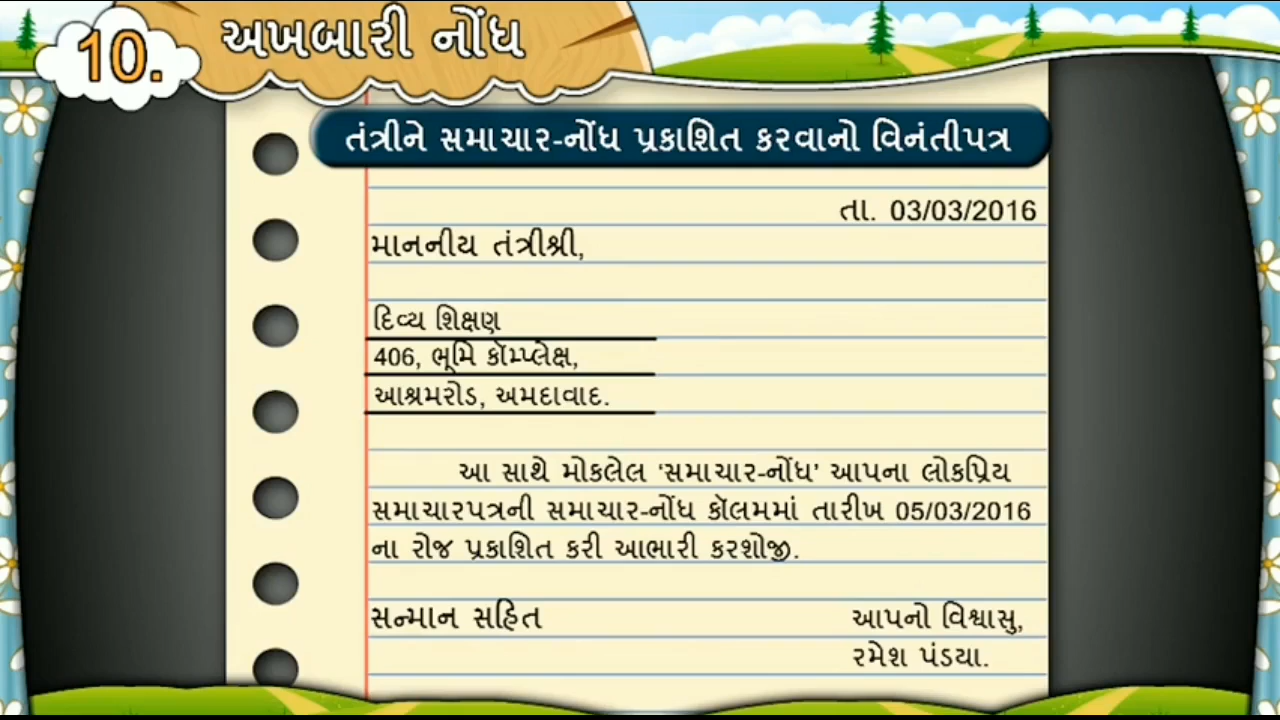 10.
અખબારી નોંધ
તંત્રીને સમાચાર-નોંધ પ્રકાશિત કરવાનો વિનંતીપત્ર
તા. 03/03/2016
માનનીય તંત્રીશ્રી,
દિવ્ય શિક્ષણ
406, ભૂમિ કૉમ્પ્લેક્ષ,
આશ્રમરોડ, અમદાવાદ.
આ સાથે મોકલેલ ‘સમાચાર-નોંધ’ આપના લોકપ્રિય
સમાચારપત્રની સમાચાર-નોંધ કૉલમમાં તારીખ 05/03/2016
ના રોજ પ્રકાશિત કરી આભારી કરશોજી.
સન્માન સહિત આપનો વિશ્વાસુ,
રમેશ પંડયા.